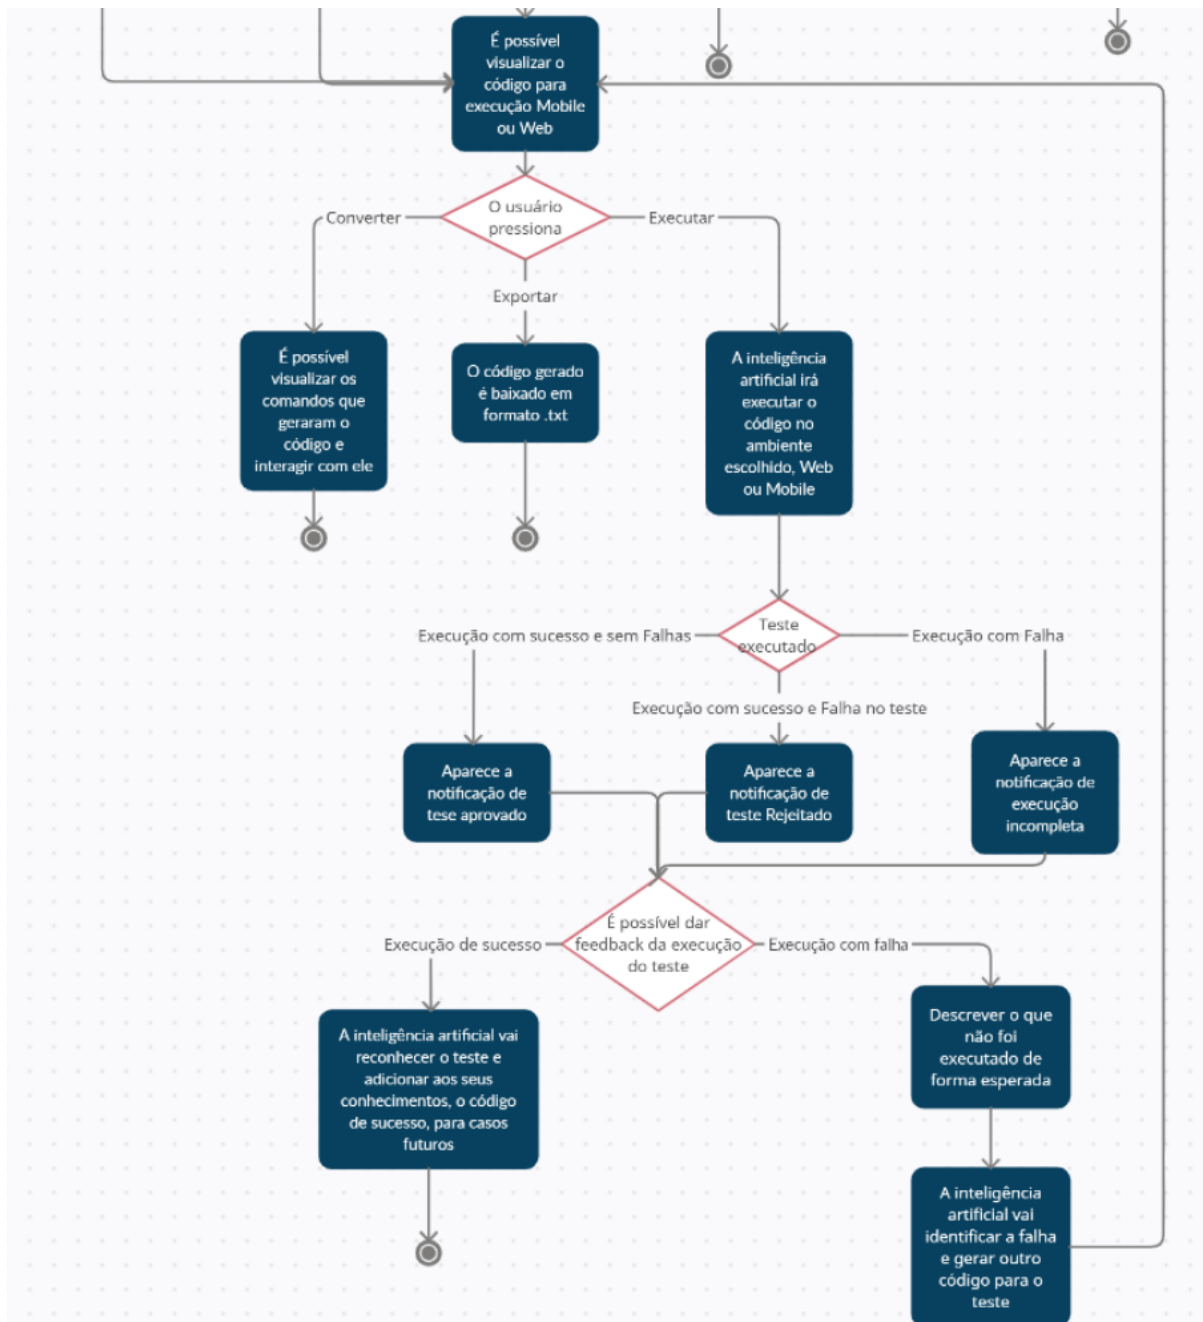 É possível
visualizar o
código para
execução Mobile
ou Web
O usuário
pressiona
Converter
Executar
Exportar
É possível
visualizar os
comandos que
geraram o
código e
interagir com ele
O código gerado
é baixado em
formato .txt
A inteligência
artificial irá
executar o
código no
ambiente
escolhido, Web
ou Mobile
Teste
executado
Execução com sucesso e sem Falhas
Execução com Falha
Execução com sucesso e Falha no teste
Aparece a
notificação de
tese aprovado
Aparece a
notificação de
teste Rejeitado
Aparece a
notificação de
execução
incompleta
É possível dar
feedback da execução
do teste
Execução de sucesso
Execução com falha
A inteligência artificial vai
reconhecer o teste e
adicionar aos seus
conhecimentos, o código
de sucesso, para casos
futuros
Descrever o que
não foi
executado de
forma esperada
A inteligência
artificial vai
identificar a falha
e gerar outro
código para o
teste